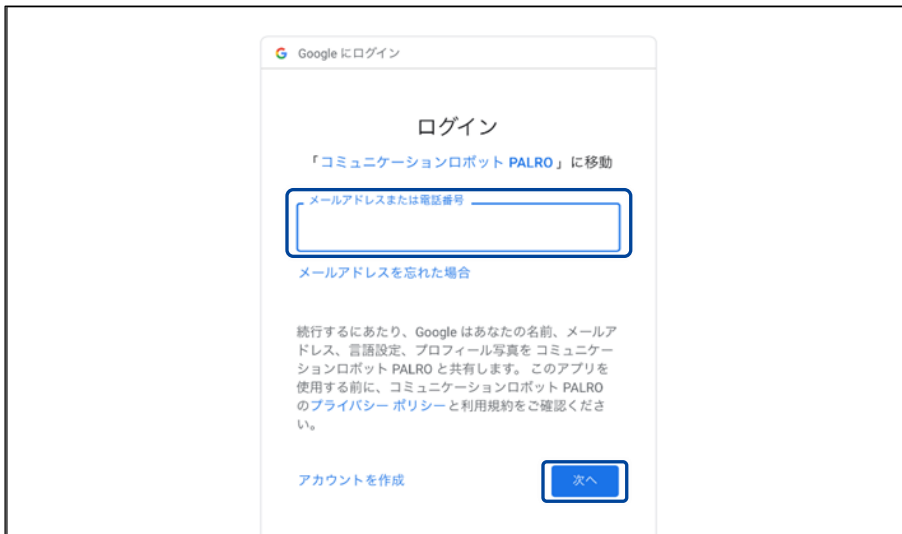 Google にログイン
ログイン
「コミュニケーションロボット PALRO」に移動
メールアドレスまたは電話番号
メールアドレスを忘れた場合
続行するにあたり、Google はあなたの名前、メールア
ドレス、言語設定、プロフィール写真を コミュニケー
ションロボット PALRO と共有します。 このアプリを
使用する前に、コミュニケーションロボット PALRO
のプライバシー ポリシーと利用規約をご確認くださ
い。
アカウントを作成
次へ